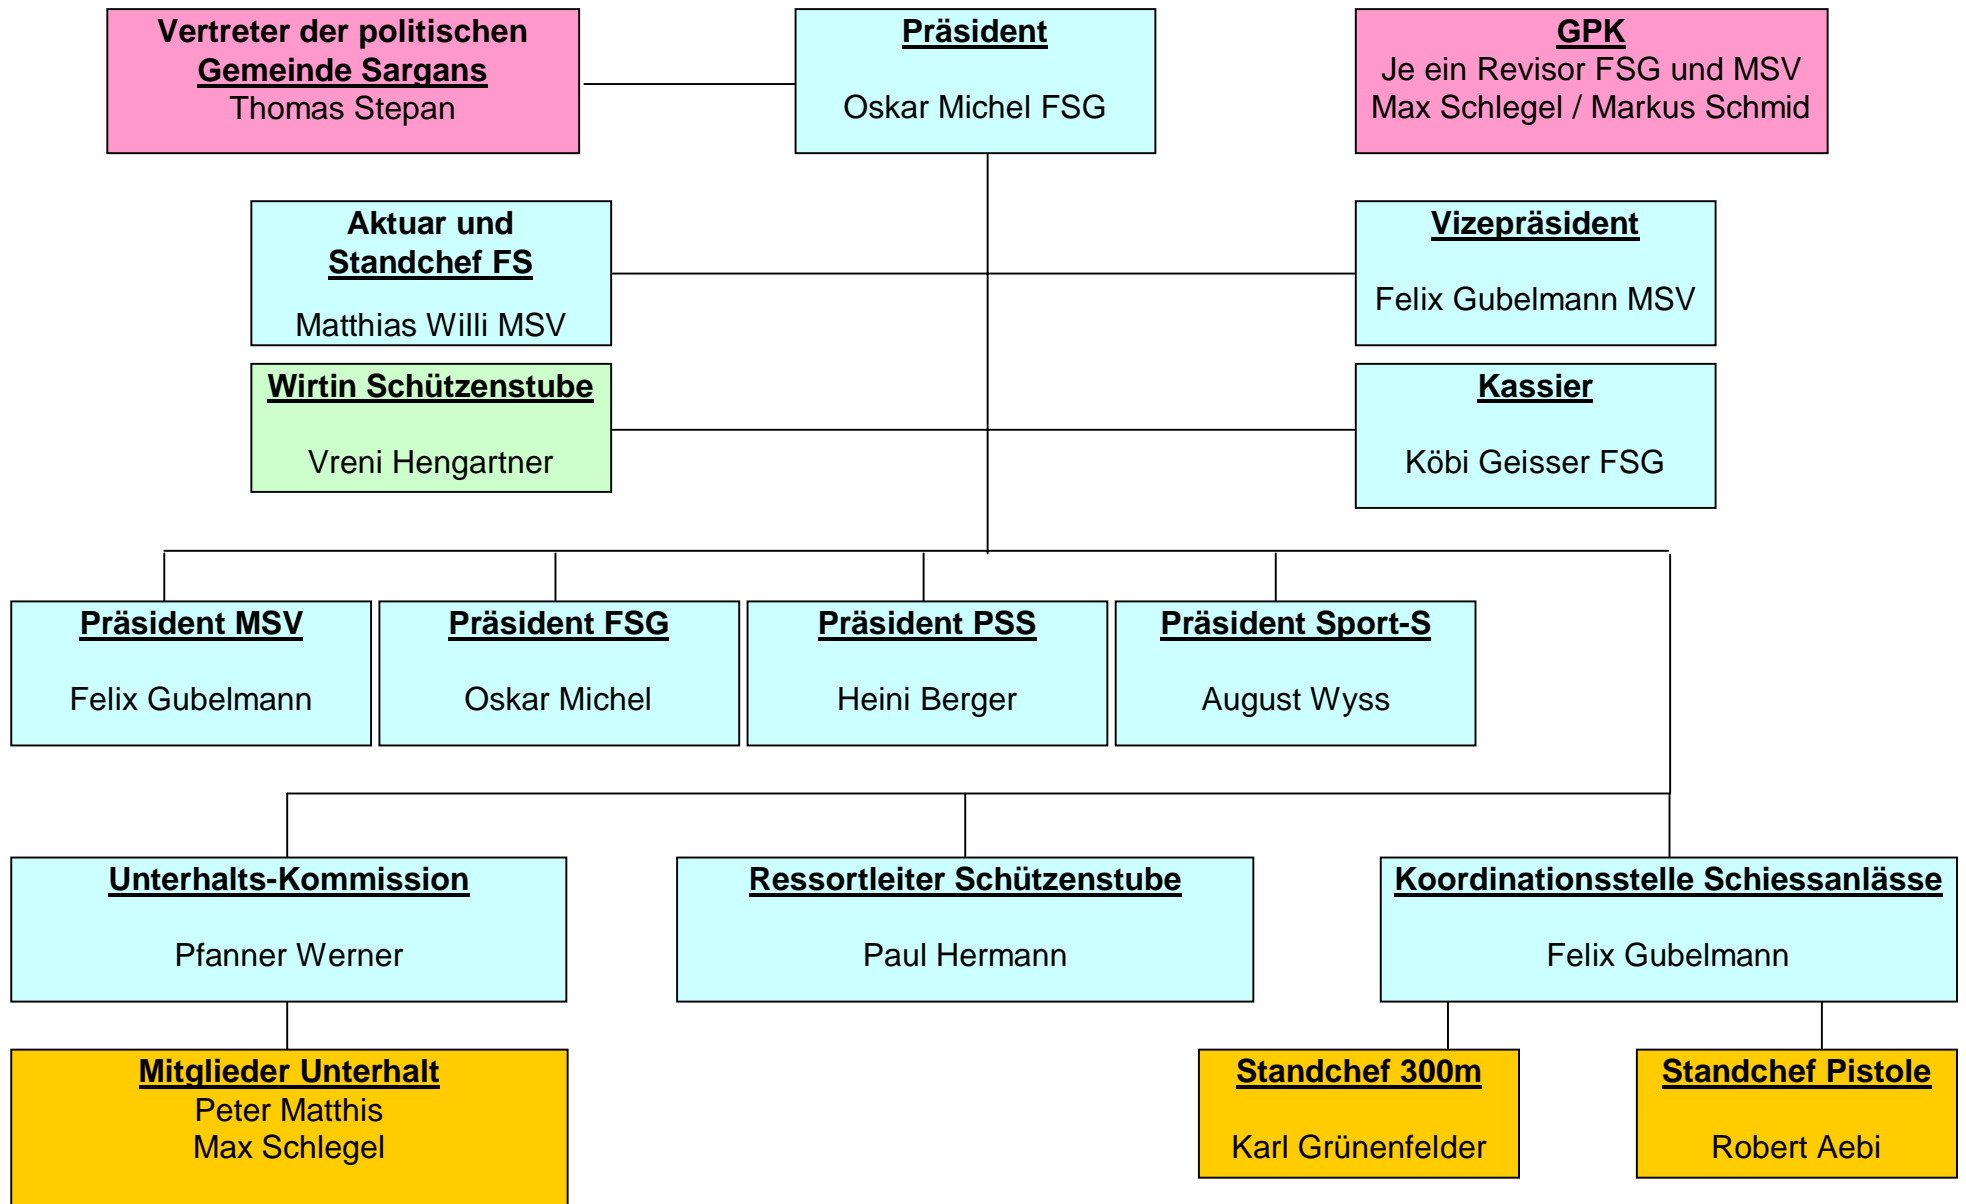 Vertreter der politischen
Gemeinde Sargans
Thomas Stepan
Präsident
Oskar Michel FSG
GPK
Je ein Revisor FSG und MSV
Max Schlegel / Markus Schmid
Aktuar und
Standchef FS
Matthias Willi MSV
Vizepräsident
Felix Gubelmann MSV
Wirtin Schützenstube
Vreni Hengartner
Kassier
Köbi Geisser FSG
Präsident MSV
Felix Gubelmann
Präsident FSG
Oskar Michel
Präsident PSS
Heini Berger
Präsident Sport-S
August Wyss
Unterhalts-Kommission
Pfanner Werner
Ressortleiter Schützenstube
Paul Hermann
Koordinationsstelle Schiessanlässe
Felix Gubelmann
Mitglieder Unterhalt
Peter Matthis
Max Schlegel
Standchef 300m
Karl Grünenfelder
Standchef Pistole
Robert Aebi